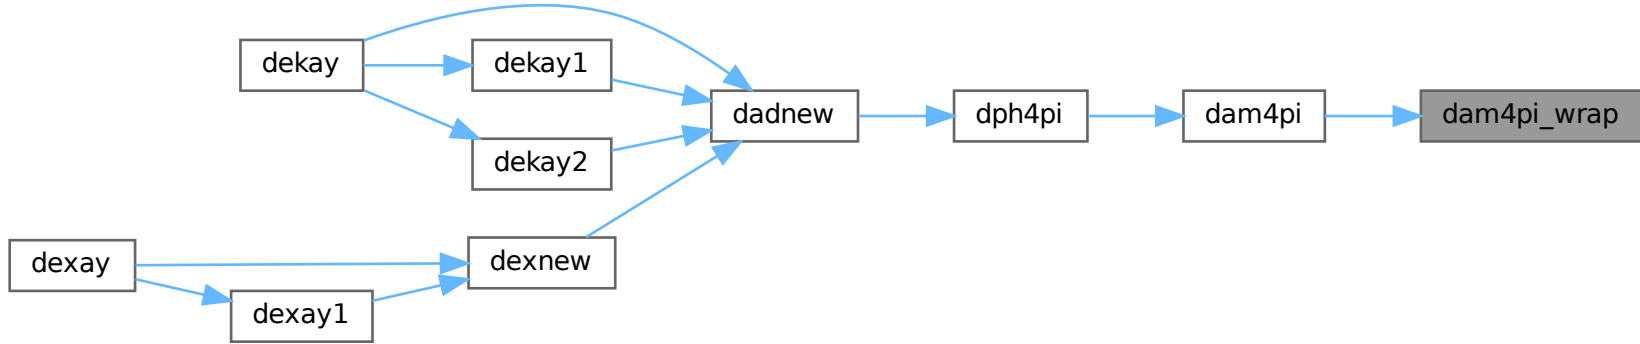 dekay
dekay1
dadnew
dph4pi
dam4pi
dam4pi_wrap
dekay2
dexay
dexnew
dexay1